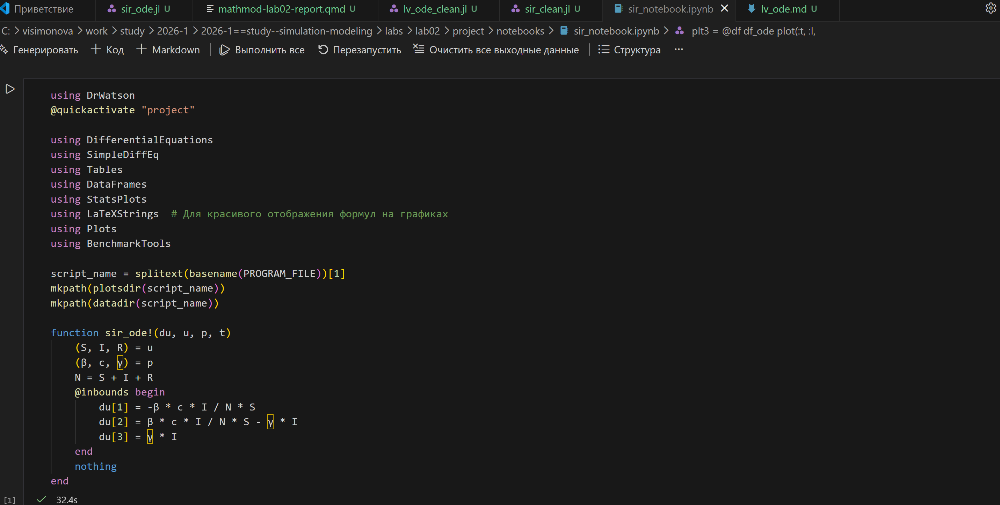 Приветствие sir_ode.jl U mathmod-lab02-report.qmd U lv_ode_clean.jl U sir_clean.jl U sir_notebook.ipynb lv_ode.md U
C: > visimonova > work > study > 2026-1 > 2026-1==study--simulation-modeling > labs > lab02 > project > notebooks > sir_notebook.ipynb > plt3 = @df df_ode plot(:t, :I,
Генерировать + Код + Markdown | Выполнить все Перезапустить Очистить все выходные данные | Структура ...
using DrWatson
@quickactivate "project"
using DifferentialEquations
using SimpleDiffEq
using Tables
using DataFrames
using StatsPlots
using LaTeXStrings  # Для красивого отображения формул на графиках
using Plots
using BenchmarkTools
script_name = splitext(basename(PROGRAM_FILE))[1]
mkpath(plotsdir(script_name))
mkpath(datadir(script_name))
function sir_ode!(du, u, p, t)
    (S, I, R) = u
    (β, c, γ) = p
    N = S + I + R
    @inbounds begin
        du[1] = -β * c * I / N * S
        du[2] = β * c * I / N * S - γ * I
        du[3] = γ * I
    end
    nothing
end
[1] 32.4s